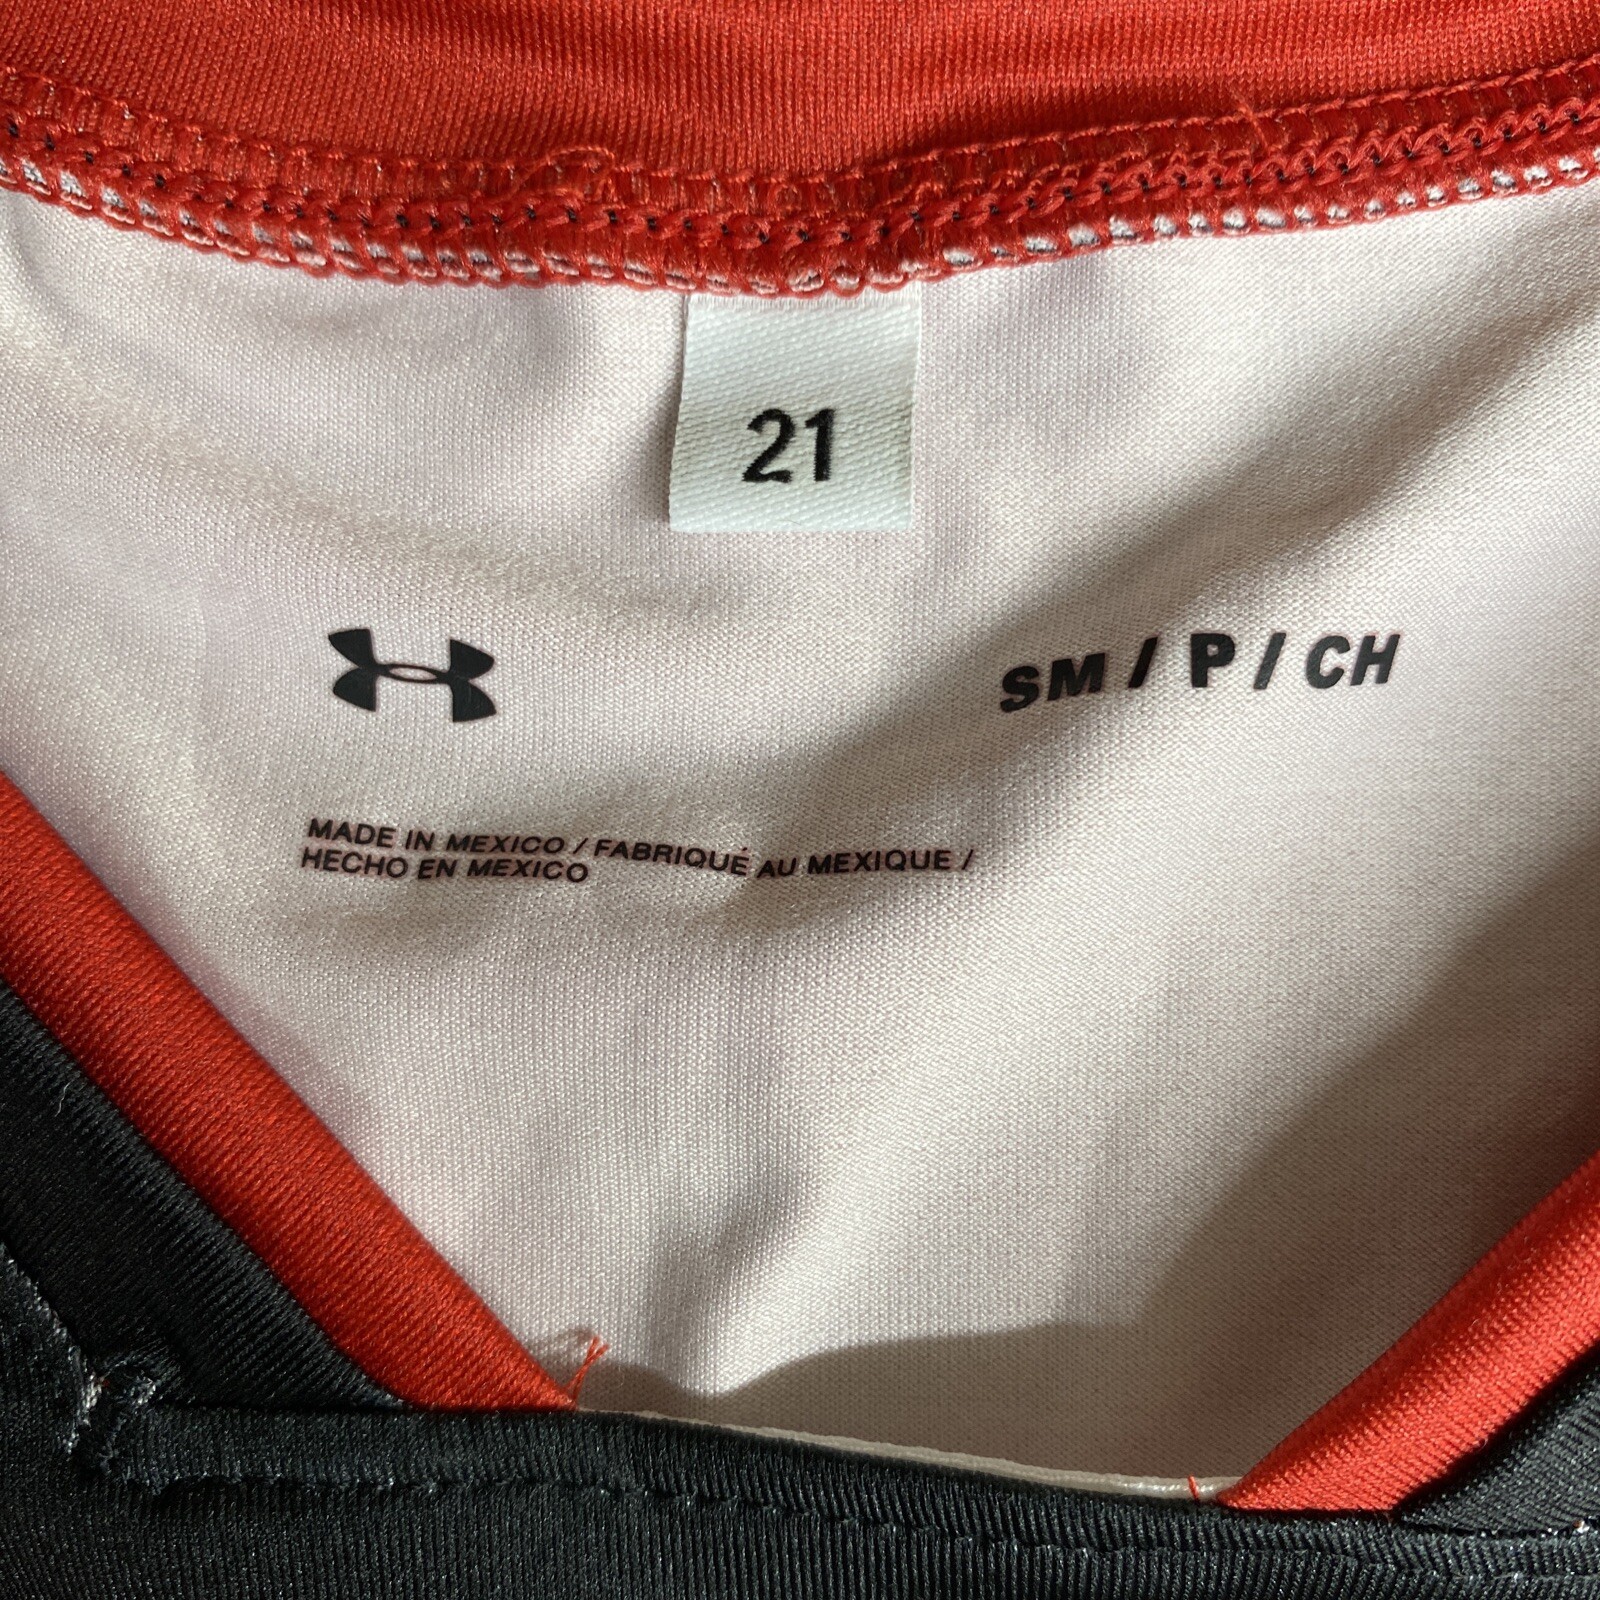 21
SM / P / CH
MADE IN MEXICO / FABRIQUÉ AU MEXIQUE /
HECHO EN MEXICO